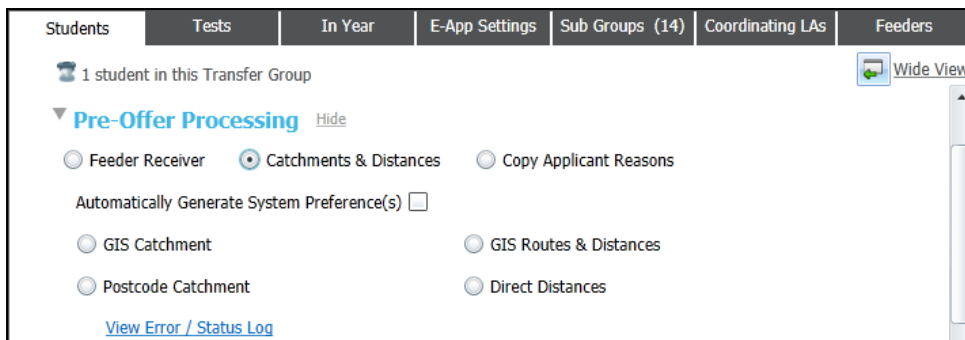 Students Tests In Year E-App Settings Sub Groups (14) Coordinating LAs Feeders
1 student in this Transfer Group Wide View
Pre-Offer Processing Hide
Feeder Receiver Catchments & Distances Copy Applicant Reasons
Automatically Generate System Preference(s)
GIS Catchment GIS Routes & Distances
Postcode Catchment Direct Distances
View Error / Status Log